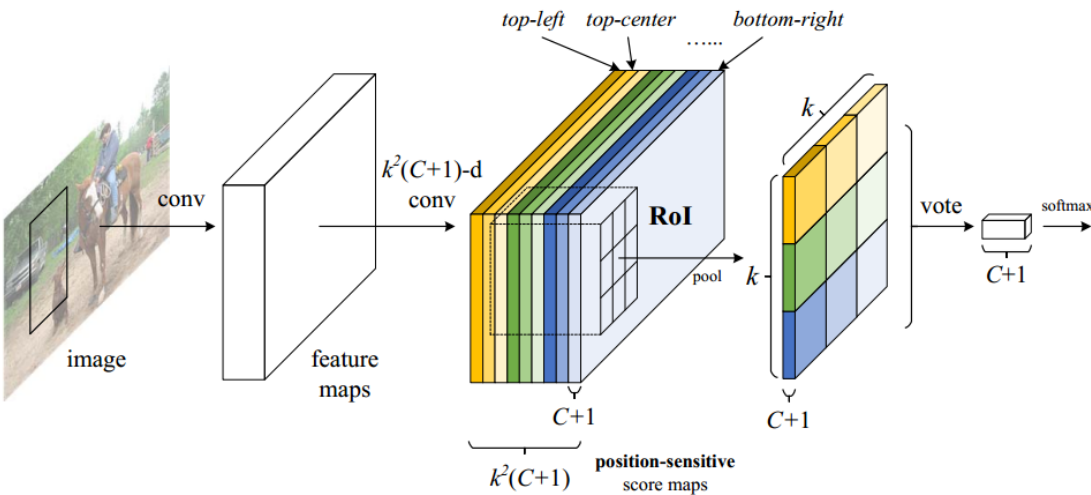 top-left
top-center
…...
bottom-right
k
k²(C+1)-d
conv
conv
RoI
vote
softmax
pool
k
C+1
image
feature
maps
C+1
C+1
k²(C+1)
position-sensitive
score maps